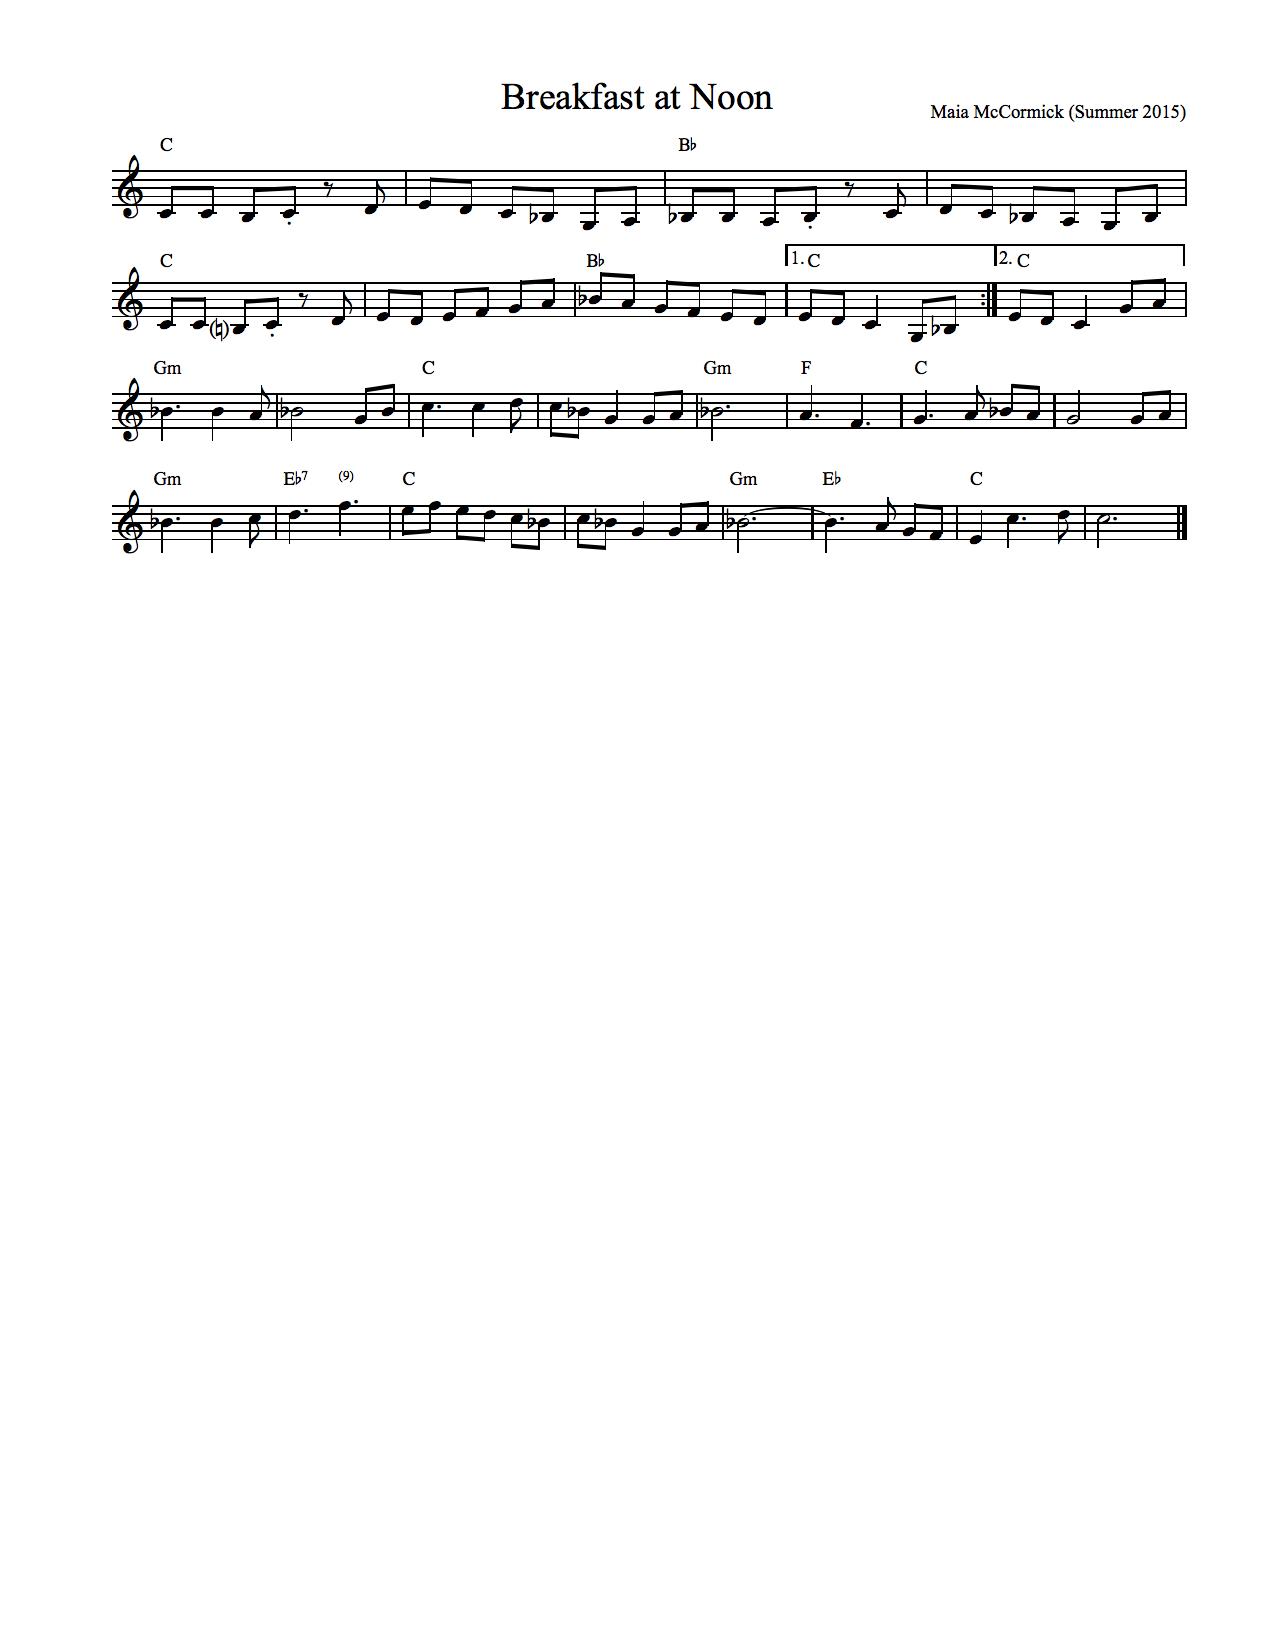 Breakfast at Noon
Maia McCormick (Summer 2015)
C B♭
C B♭ 1. C 2. C
Gm C Gm F C
Gm E♭7 (9) C Gm E♭ C